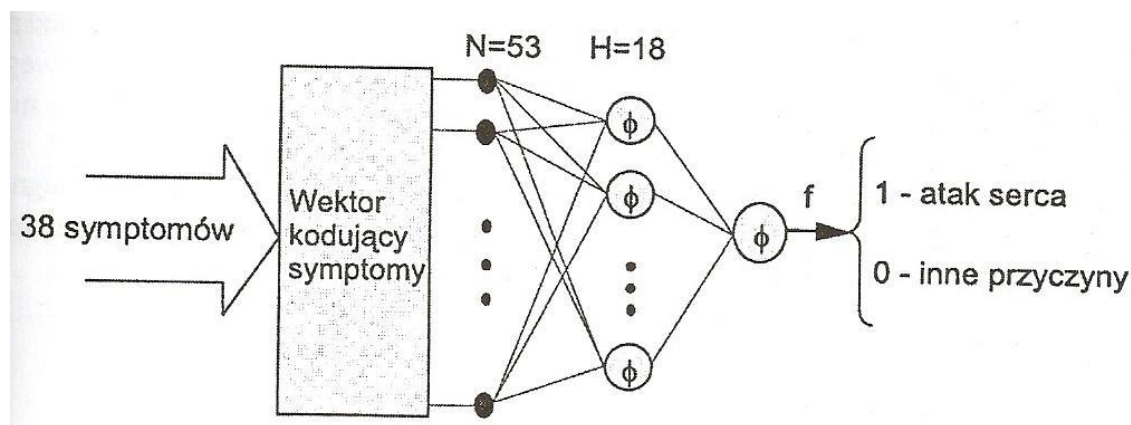 N=53
H=18
38 symptomów
Wektor
kodujący
symptomy
ϕ
ϕ
ϕ
ϕ
f
1 - atak serca
0 - inne przyczyny